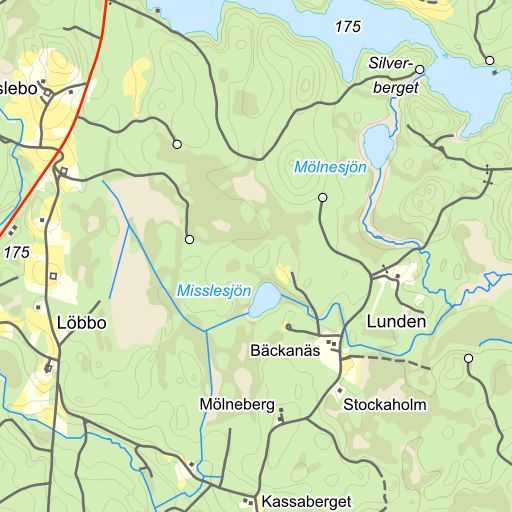 175
Silver-
berget
slebo
Mölnesjön
175
Misslesjön
Löbbo
Lunden
Bäckanäs
Mölneberg
Stockaholm
Kassaberget